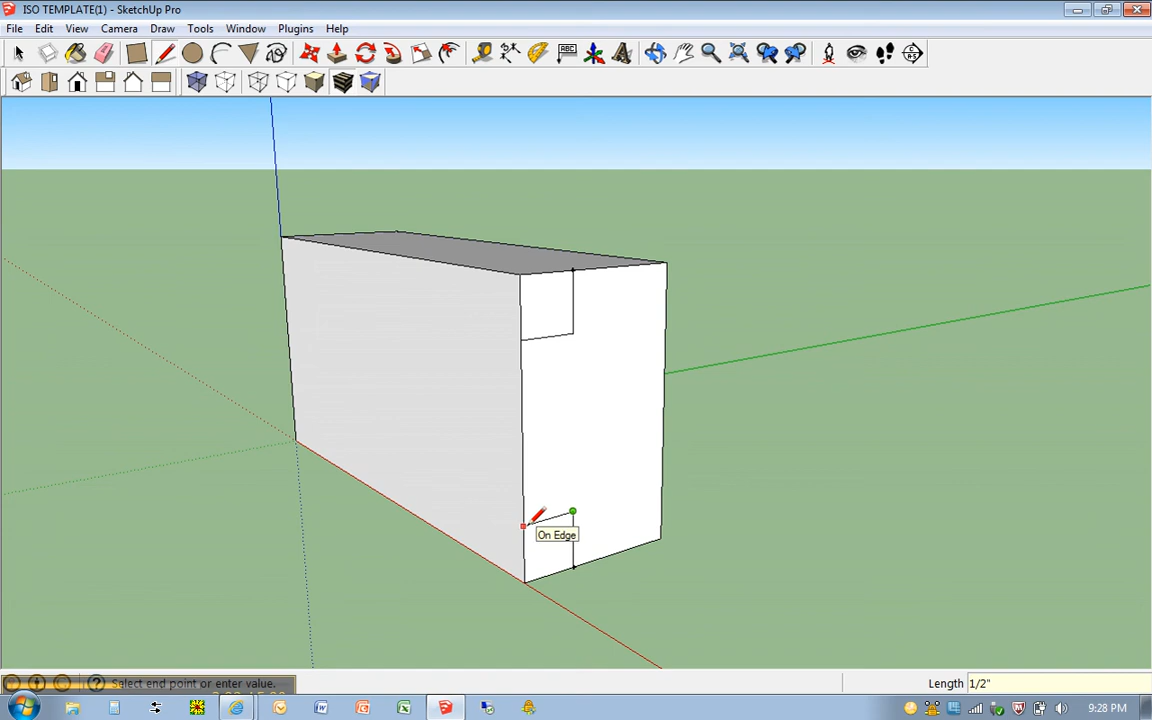 ISO TEMPLATE(1) - SketchUp Pro
File Edit View Camera Draw Tools Window Plugins Help
ABC
On Edge
Select end point or enter value.
Length 1/2"
9:28 PM